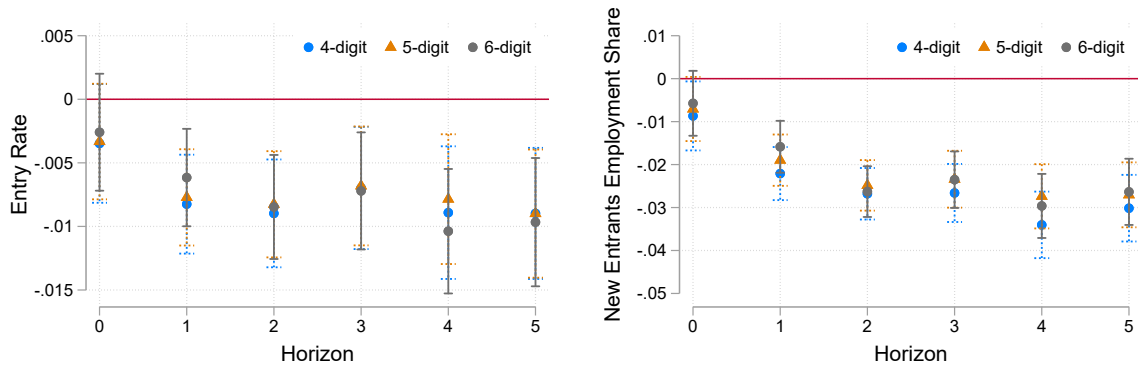 .005
0
-.005
-.01
-.015
Entry Rate
4-digit 5-digit 6-digit
0 1 2 3 4 5
Horizon
.01
0
-.01
-.02
-.03
-.04
-.05
New Entrants Employment Share
4-digit 5-digit 6-digit
0 1 2 3 4 5
Horizon